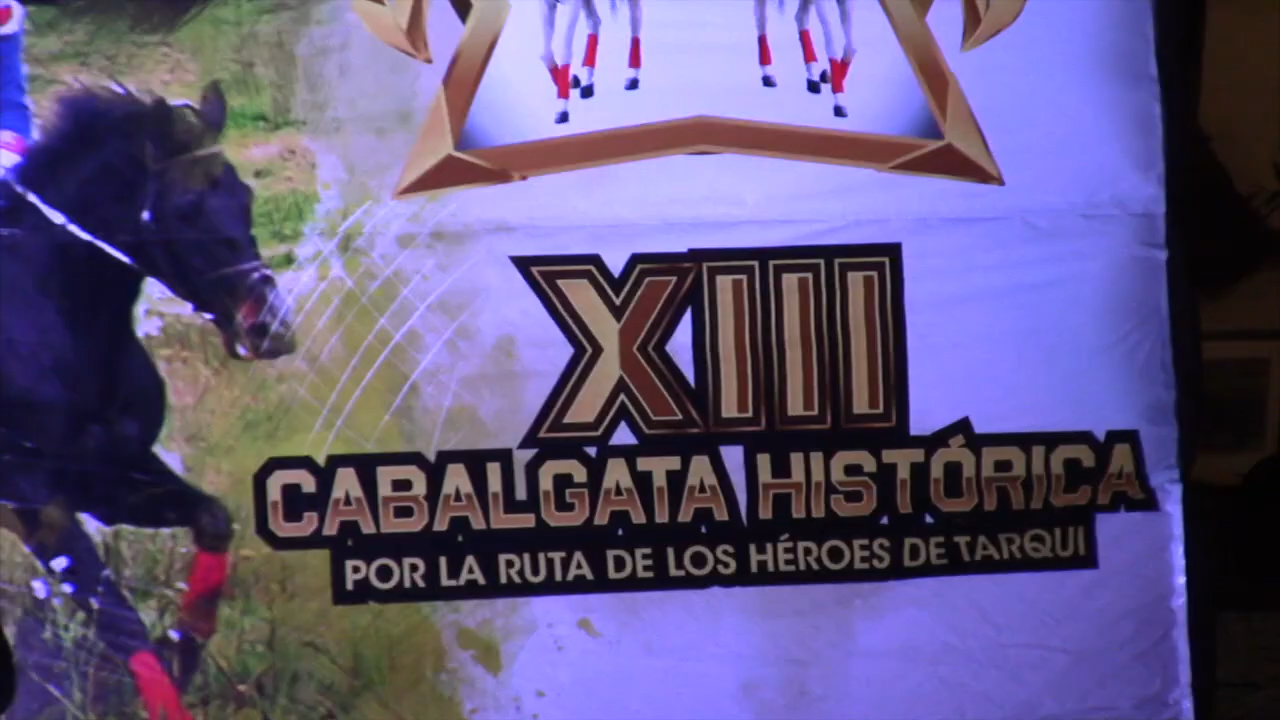 XIII
CABALGATA HISTÓRICA
POR LA RUTA DE LOS HÉROES DE TARQUI